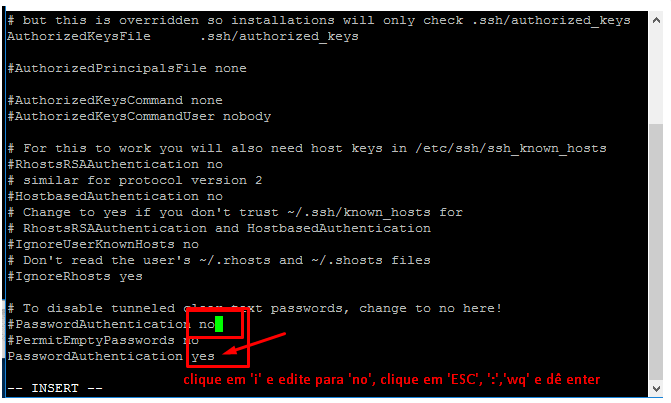 # but this is overridden so installations will only check .ssh/authorized_keys
AuthorizedKeysFile      .ssh/authorized_keys
#AuthorizedPrincipalsFile none
#AuthorizedKeysCommand none
#AuthorizedKeysCommandUser nobody
# For this to work you will also need host keys in /etc/ssh/ssh_known_hosts
#RhostsRSAAuthentication no
# similar for protocol version 2
#HostbasedAuthentication no
# Change to yes if you don't trust ~/.ssh/known_hosts for
# RhostsRSAAuthentication and HostbasedAuthentication
#IgnoreUserKnownHosts no
# Don't read the user's ~/.rhosts and ~/.shosts files
#IgnoreRhosts yes
# To disable tunneled clear text passwords, change to no here!
#PasswordAuthentication no
#PermitEmptyPasswords no
PasswordAuthentication yes
clique em 'i' e edite para 'no', clique em 'ESC', ':','wq' e dê enter
-- INSERT --